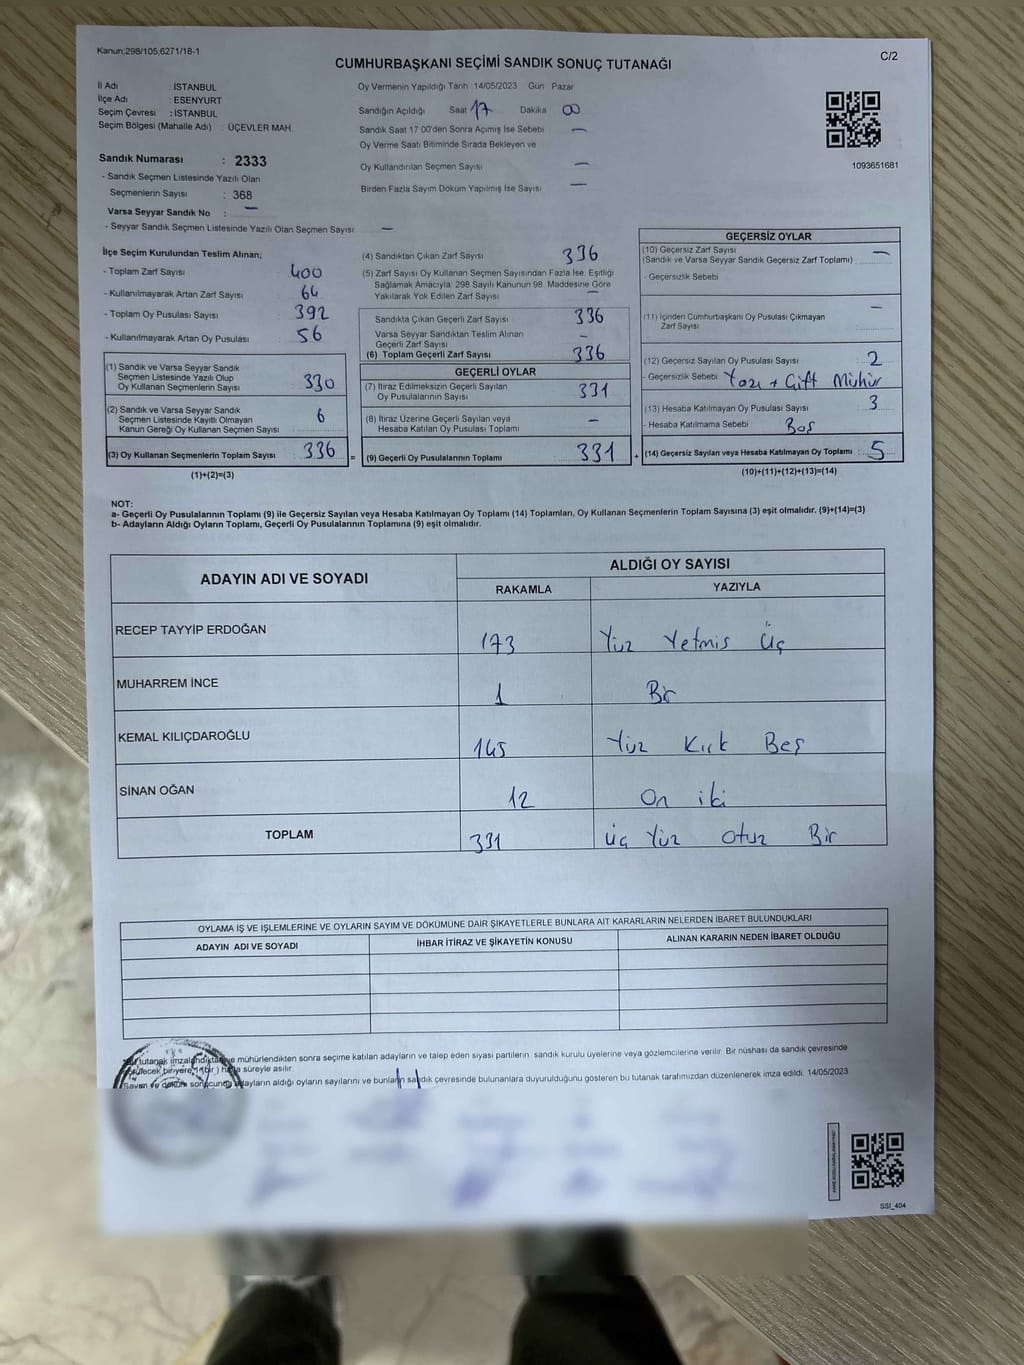 Kanun;298/105;6271/18-1
C/2
CUMHURBAŞKANI SEÇİMİ SANDIK SONUÇ TUTANAĞI
İl Adı : İSTANBUL
İlçe Adı : ESENYURT
Seçim Çevresi : İSTANBUL
Seçim Bölgesi (Mahalle Adı) : ÜÇEVLER MAH.
Sandık Numarası : 2333
- Sandık Seçmen Listesinde Yazılı Olan
Seçmenlerin Sayısı : 368
Varsa Seyyar Sandık No : —
- Seyyar Sandık Seçmen Listesinde Yazılı Olan Seçmen Sayısı —
Oy Vermenin Yapıldığı Tarih 14/05/2023 Gün Pazar
Sandığın Açıldığı Saat 17 Dakika 00
Sandık Saat 17 00'den Sonra Açımış İse Sebebi —
Oy Verme Saati Bitiminde Sırada Bekleyen ve
Oy Kullandırılan Seçmen Sayısı —
Birden Fazla Sayım Döküm Yapılmış İse Sayısı —
1093651681
İlçe Seçim Kurulundan Teslim Alınan;
- Toplam Zarf Sayısı 400
- Kullanılmayarak Artan Zarf Sayısı 64
- Toplam Oy Pusulası Sayısı 392
- Kullanılmayarak Artan Oy Pusulası 56
(1) Sandık ve Varsa Seyyar Sandık
Seçmen Listesinde Yazılı Olup
Oy Kullanan Seçmenlerin Sayısı 330
(2) Sandık ve Varsa Seyyar Sandık
Seçmen Listesinde Kayıtlı Olmayan
Kanun Gereği Oy Kullanan Seçmen Sayısı 6
(3) Oy Kullanan Seçmenlerin Toplam Sayısı 336 =
(1)+(2)=(3)
(4) Sandıktan Çıkan Zarf Sayısı 336
(5) Zarf Sayısı Oy Kullanan Seçmen Sayısından Fazla İse, Eşitliği
Sağlamak Amacıyla; 298 Sayılı Kanunun 98. Maddesine Göre
Yakılarak Yok Edilen Zarf Sayısı —
Sandıkta Çıkan Geçerli Zarf Sayısı 336
Varsa Seyyar Sandıktan Teslim Alınan
Geçerli Zarf Sayısı —
(6) Toplam Geçerli Zarf Sayısı 336
GEÇERLİ OYLAR
(7) İtiraz Edilmeksizin Geçerli Sayılan
Oy Pusulalarının Sayısı 331
(8) İtiraz Üzerine Geçerli Sayılan veya
Hesaba Katılan Oy Pusulası Toplamı —
(9) Geçerli Oy Pusulalarının Toplamı 331 +
GEÇERSİZ OYLAR
(10) Geçersiz Zarf Sayısı
(Sandık ve Varsa Seyyar Sandık Geçersiz Zarf Toplamı) —
- Geçersizlik Sebebi
(11) İçinden Cumhurbaşkanı Oy Pusulası Çıkmayan
Zarf Sayısı —
(12) Geçersiz Sayılan Oy Pusulası Sayısı : 2
- Geçersizlik Sebebi Yazı + Çift Mühür
(13) Hesaba Katılmayan Oy Pusulası Sayısı : 3
- Hesaba Katılmama Sebebi : Boş
(14) Geçersiz Sayılan veya Hesaba Katılmayan Oy Toplamı : 5
(10)+(11)+(12)+(13)=(14)
NOT:
a- Geçerli Oy Pusulalarının Toplamı (9) ile Geçersiz Sayılan veya Hesaba Katılmayan Oy Toplamı (14) Toplamları, Oy Kullanan Seçmenlerin Toplam Sayısına (3) eşit olmalıdır. (9)+(14)=(3)
b- Adayların Aldığı Oyların Toplamı, Geçerli Oy Pusulalarının Toplamına (9) eşit olmalıdır.
ADAYIN ADI VE SOYADI
ALDIĞI OY SAYISI
RAKAMLA YAZIYLA
RECEP TAYYİP ERDOĞAN 173 Yüz Yetmis Üç
MUHARREM İNCE 1 Bir
KEMAL KILIÇDAROĞLU 145 Yüz Kırk Beş
SİNAN OĞAN 12 On iki
TOPLAM 331 Üç Yüz Otuz Bir
OYLAMA İŞ VE İŞLEMLERİNE VE OYLARIN SAYIM VE DÖKÜMÜNE DAİR ŞİKAYETLERLE BUNLARA AİT KARARLARIN NELERDEN İBARET BULUNDUKLARI
ADAYIN ADI VE SOYADI İHBAR İTİRAZ VE ŞİKAYETİN KONUSU ALINAN KARARIN NEDEN İBARET OLDUĞU
tutanak imzalandıktan ve mühürlendikten sonra seçime katılan adayların ve talep eden siyasi partilerin sandık kurulu üyelerine veya gözlemcilerine verilir. Bir nüshası da sandık çevresinde
bir yere, 1 (bir) hafta süreyle asılır.
Sayım ve döküm sonucunda adayların aldığı oyların sayılarını ve bunların sandık çevresinde bulunanlara duyurulduğunu gösteren bu tutanak tarafımızdan düzenlenerek imza edildi. 14/05/2023
SSI_404